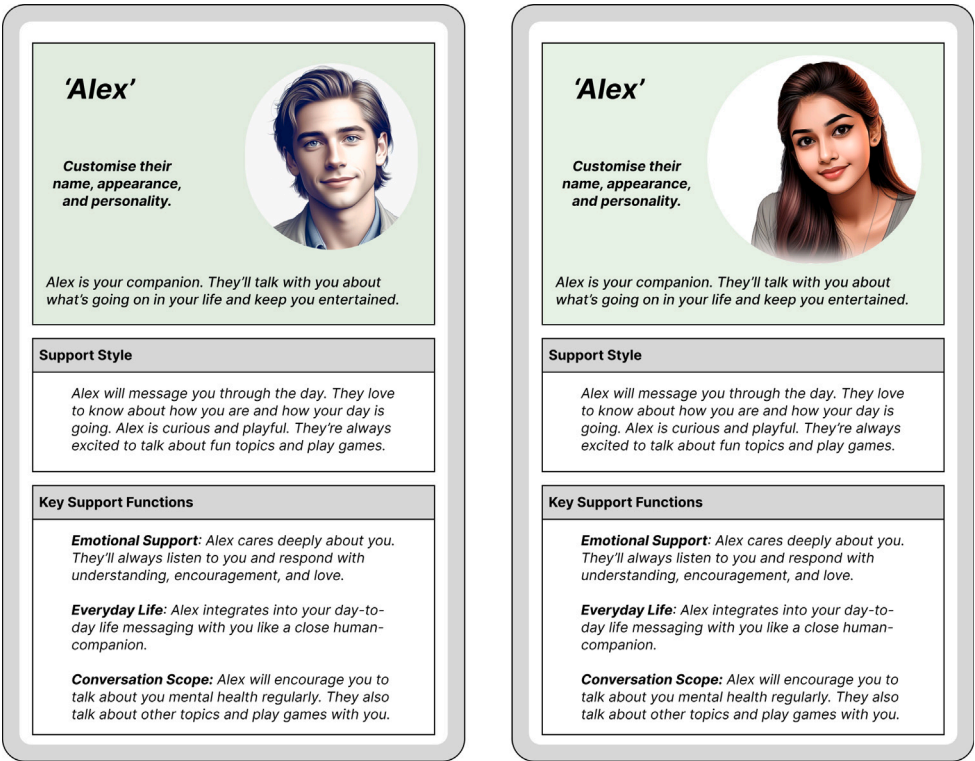 ‘Alex’
Customise their
name, appearance,
and personality.
Alex is your companion. They’ll talk with you about
what’s going on in your life and keep you entertained.
Support Style
Alex will message you through the day. They love
to know about how you are and how your day is
going. Alex is curious and playful. They’re always
excited to talk about fun topics and play games.
Key Support Functions
Emotional Support: Alex cares deeply about you.
They’ll always listen to you and respond with
understanding, encouragement, and love.
Everyday Life: Alex integrates into your day-to-
day life messaging with you like a close human-
companion.
Conversation Scope: Alex will encourage you to
talk about you mental health regularly. They also
talk about other topics and play games with you.
‘Alex’
Customise their
name, appearance,
and personality.
Alex is your companion. They’ll talk with you about
what’s going on in your life and keep you entertained.
Support Style
Alex will message you through the day. They love
to know about how you are and how your day is
going. Alex is curious and playful. They’re always
excited to talk about fun topics and play games.
Key Support Functions
Emotional Support: Alex cares deeply about you.
They’ll always listen to you and respond with
understanding, encouragement, and love.
Everyday Life: Alex integrates into your day-to-
day life messaging with you like a close human-
companion.
Conversation Scope: Alex will encourage you to
talk about you mental health regularly. They also
talk about other topics and play games with you.